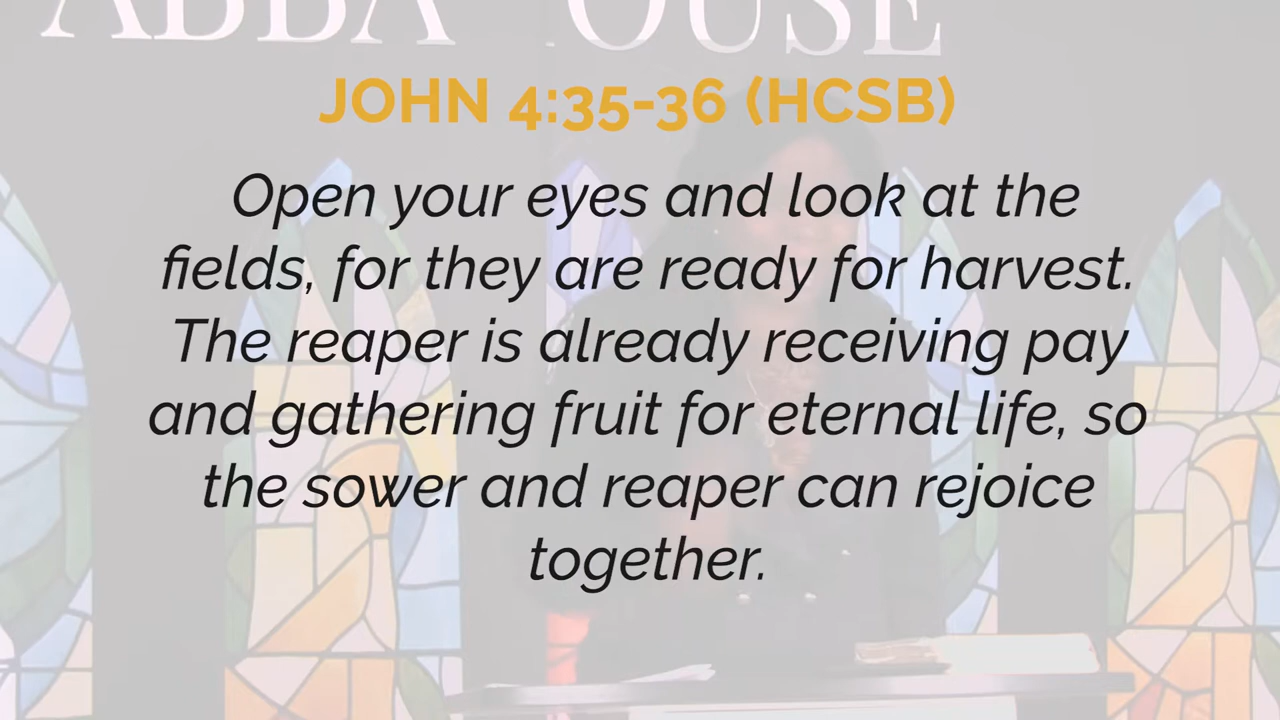 ABBA OUSE
JOHN 4:35-36 (HCSB)
Open your eyes and look at the
fields, for they are ready for harvest.
The reaper is already receiving pay
and gathering fruit for eternal life, so
the sower and reaper can rejoice
together.